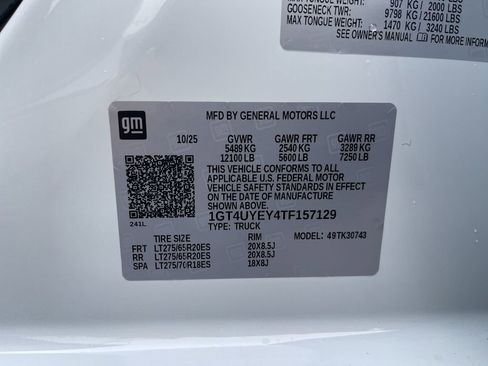 907 KG / 2000 LBS
GOOSENECK TWR: 9798 KG / 21600 LBS
MAX TONGUE WEIGHT: 1470 KG / 3240 LBS
SEE OWNER'S MANUAL FOR MORE INFOR
gm
MFD BY GENERAL MOTORS LLC
10/25 GVWR GAWR FRT GAWR RR
5489 KG 2540 KG 3289 KG
12100 LB 5600 LB 7250 LB
THIS VEHICLE CONFORMS TO ALL
APPLICABLE U.S. FEDERAL MOTOR
VEHICLE SAFETY STANDARDS IN EFFECT
ON THE DATE OF MANUFACTURE
SHOWN ABOVE.
1GT4UYEY4TF157129
TYPE: TRUCK
241L
MODEL: 49TK30743
TIRE SIZE RIM
FRT LT275/65R20ES 20X8.5J
RR LT275/65R20ES 20X8.5J
SPA LT275/70R18ES 18X8J